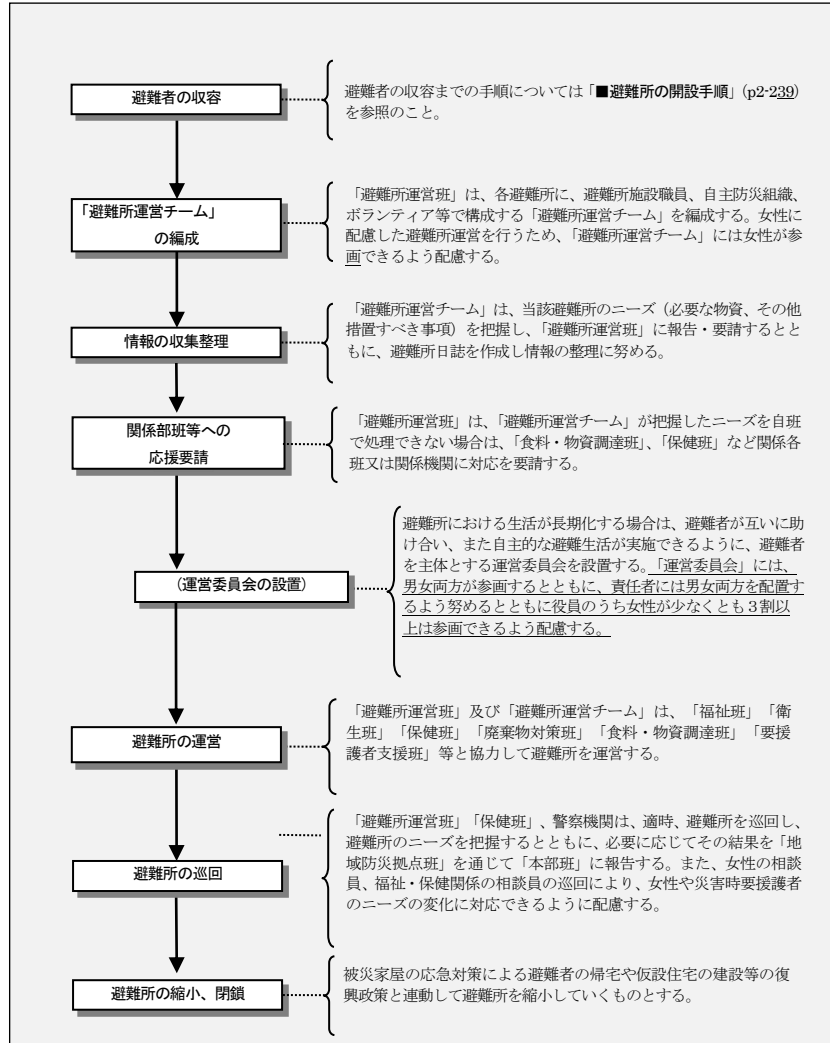 避難者の収容
避難者の収容までの手順については「■避難所の開設手順」(p2-239)
を参照のこと。
「避難所運営チーム」
の編成
「避難所運営班」は、各避難所に、避難所施設職員、自主防災組織、
ボランティア等で構成する「避難所運営チーム」を編成する。女性に
配慮した避難所運営を行うため、「避難所運営チーム」には女性が参
画できるよう配慮する。
情報の収集整理
「避難所運営チーム」は、当該避難所のニーズ（必要な物資、その他
措置すべき事項）を把握し、「避難所運営班」に報告・要請するとと
もに、避難所日誌を作成し情報の整理に努める。
関係部班等への
応援要請
「避難所運営班」は、「避難所運営チーム」が把握したニーズを自班
で処理できない場合は、「食料・物資調達班」、「保健班」など関係各
班又は関係機関に対応を要請する。
（運営委員会の設置）
避難所における生活が長期化する場合は、避難者が互いに助
け合い、また自主的な避難生活が実施できるように、避難者
を主体とする運営委員会を設置する。「運営委員会」には、
男女両方が参画するとともに、責任者には男女両方を配置す
るよう努めるとともに役員のうち女性が少なくとも３割以
上は参画できるよう配慮する。
避難所の運営
「避難所運営班」及び「避難所運営チーム」は、「福祉班」「衛
生班」「保健班」「廃棄物対策班」「食料・物資調達班」「要援
護者支援班」等と協力して避難所を運営する。
避難所の巡回
「避難所運営班」「保健班」、警察機関は、適時、避難所を巡回し、
避難所のニーズを把握するとともに、必要に応じてその結果を「地
域防災拠点班」を通じて「本部班」に報告する。また、女性の相談
員、福祉・保健関係の相談員の巡回により、女性や災害時要援護者
のニーズの変化に対応できるように配慮する。
避難所の縮小、閉鎖
被災家屋の応急対策による避難者の帰宅や仮設住宅の建設等の復
興政策と連動して避難所を縮小していくものとする。